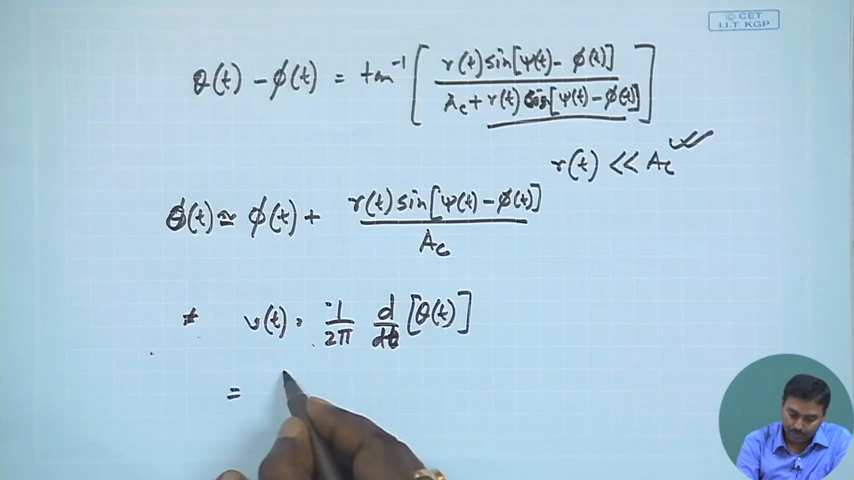 © CET
I.I.T. KGP
θ(t) − ϕ(t) = tan⁻¹ [ r(t) sin[ψ(t) − ϕ(t)] / A_c + r(t) cos[ψ(t) − ϕ(t)] ]
r(t) << A_c
θ(t) ≃ ϕ(t) + r(t) sin[ψ(t) − ϕ(t)] / A_c
* v(t) = 1/2π d/dt [θ(t)]
=